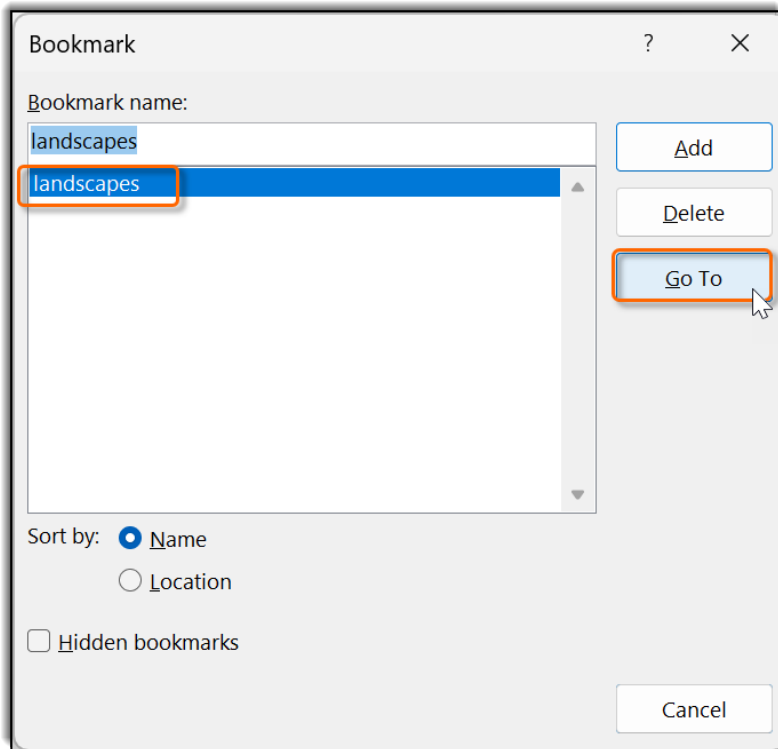 Bookmark ?
Bookmark name:
landscapes
Add
landscapes
Delete
Go To
Sort by: Name
Location
Hidden bookmarks
Cancel